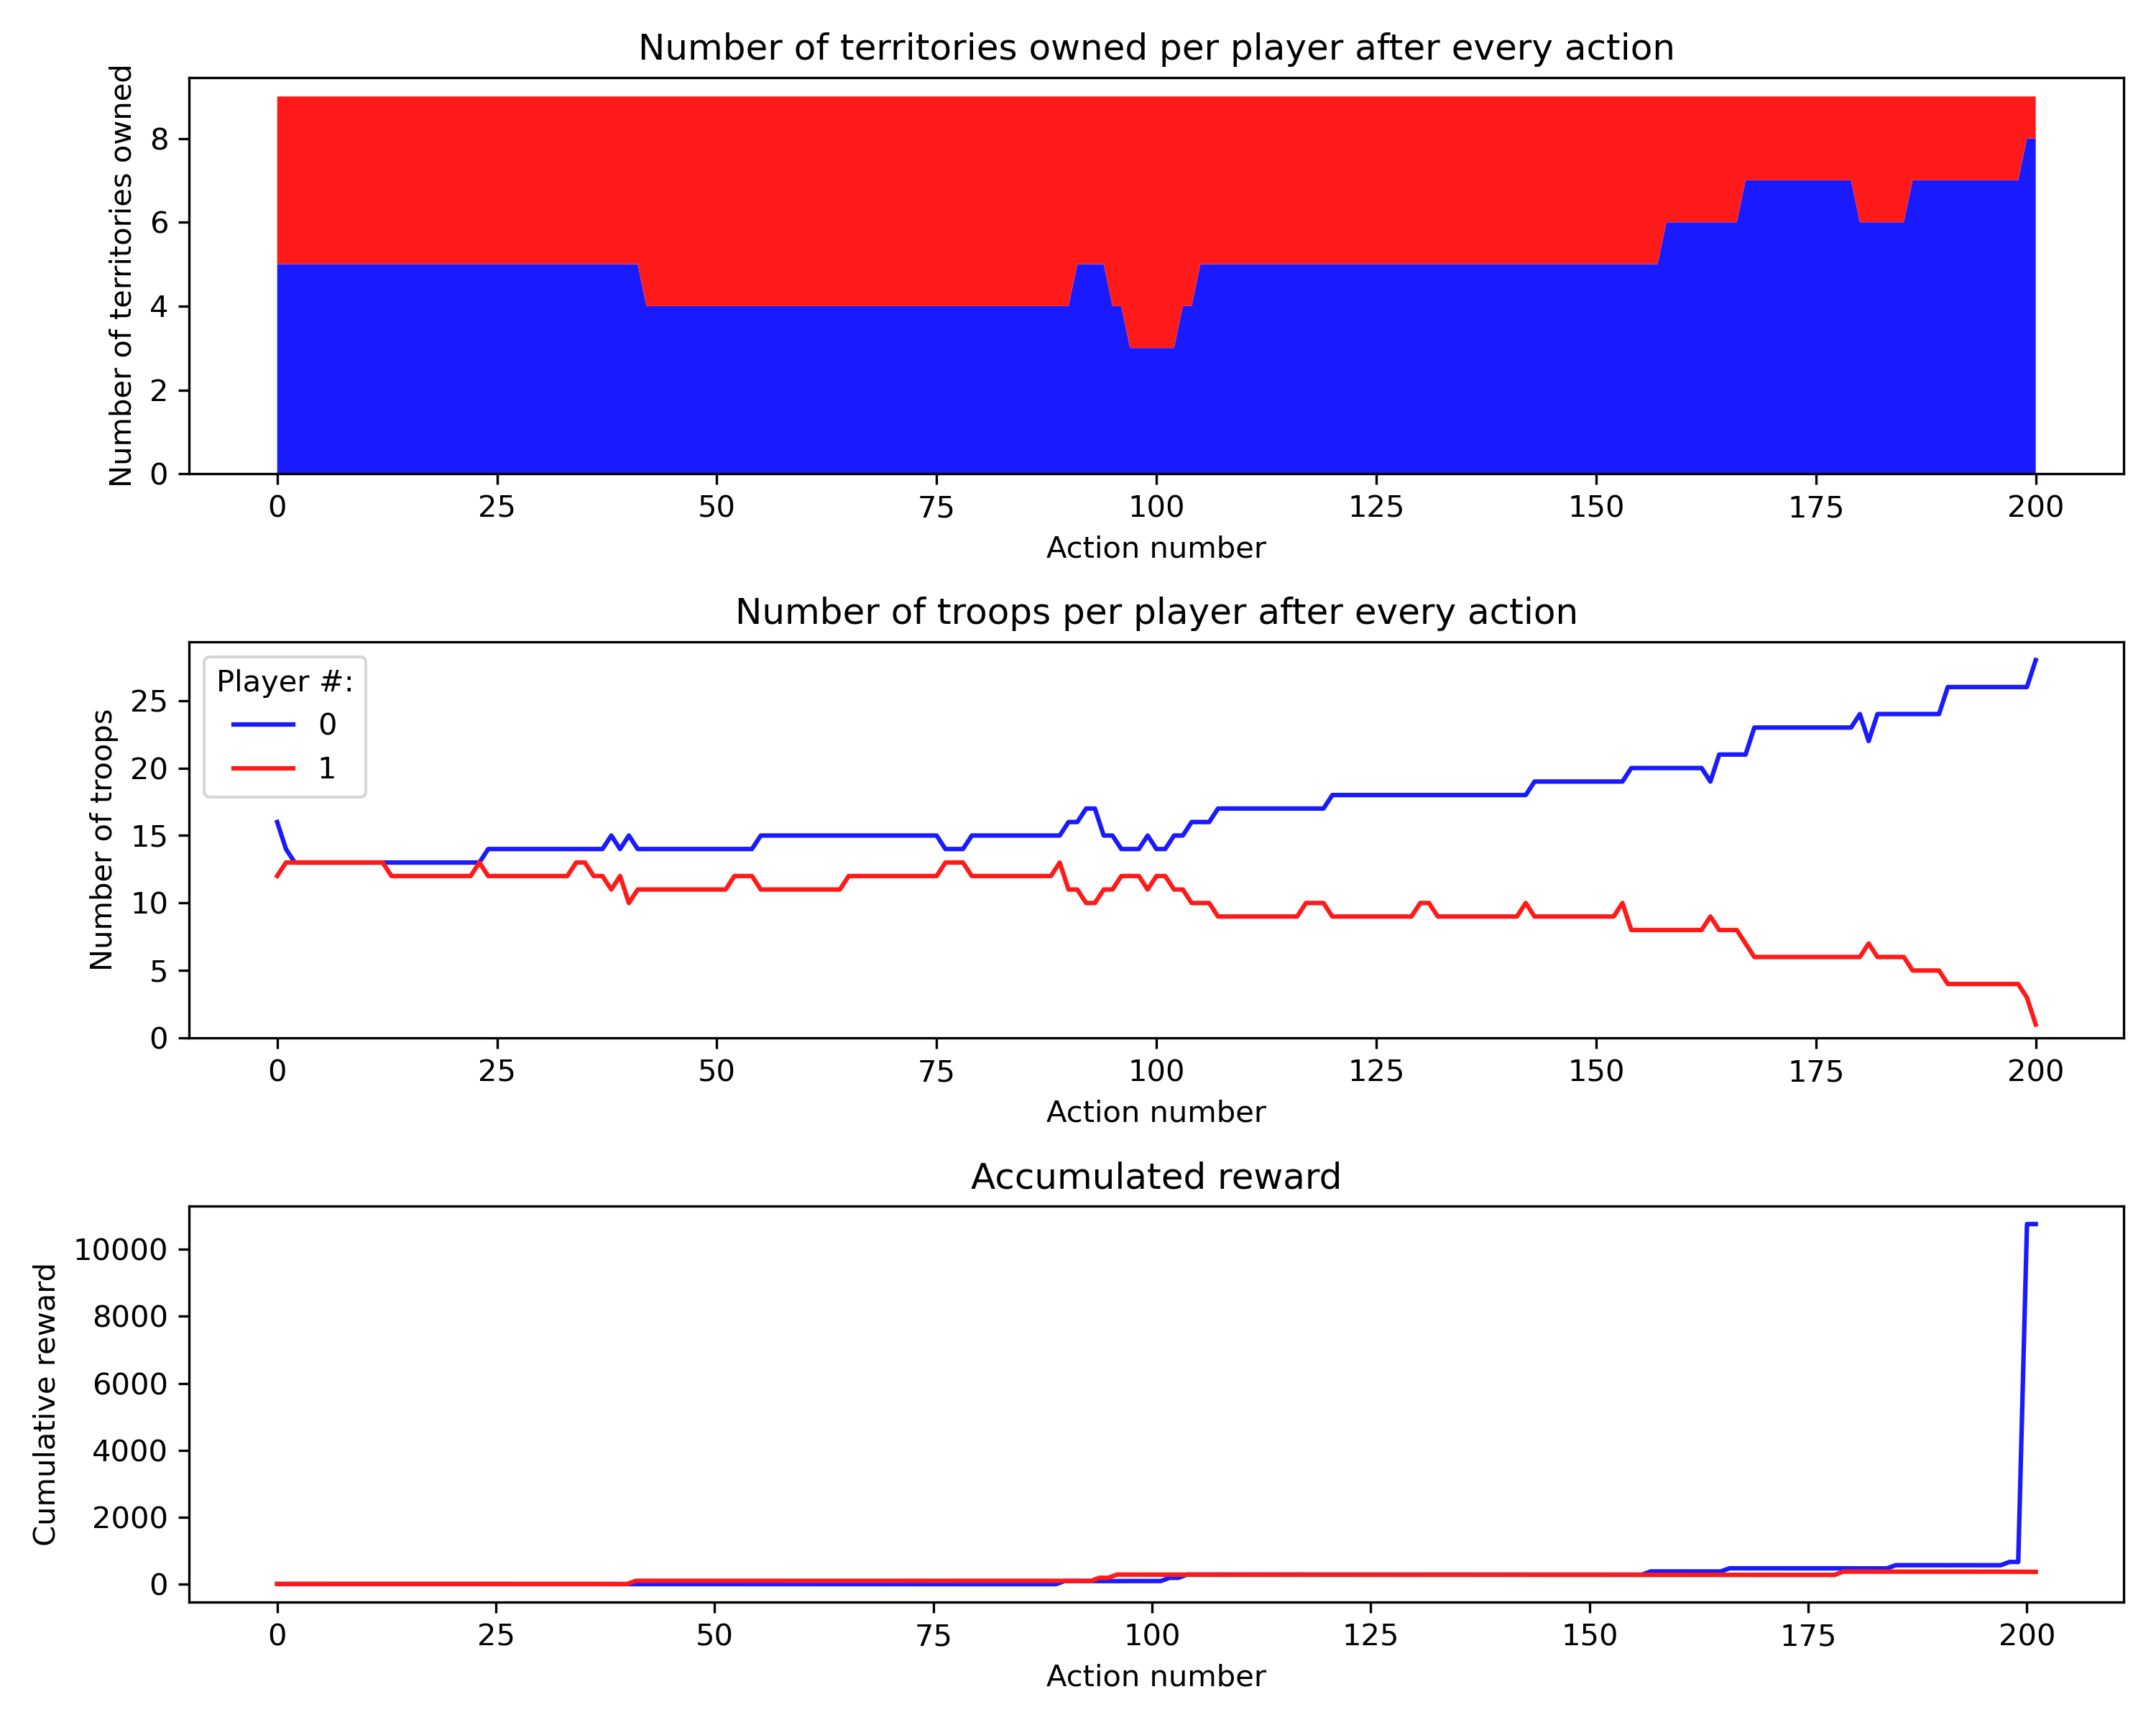 Number of territories owned per player after every action
Number of territories owned
8
6
4
2
0
0 25 50 75 100 125 150 175 200
Action number
Number of troops per player after every action
Number of troops
25
20
15
10
5
0
Player #:
0
1
0 25 50 75 100 125 150 175 200
Action number
Accumulated reward
Cumulative reward
10000
8000
6000
4000
2000
0
0 25 50 75 100 125 150 175 200
Action number